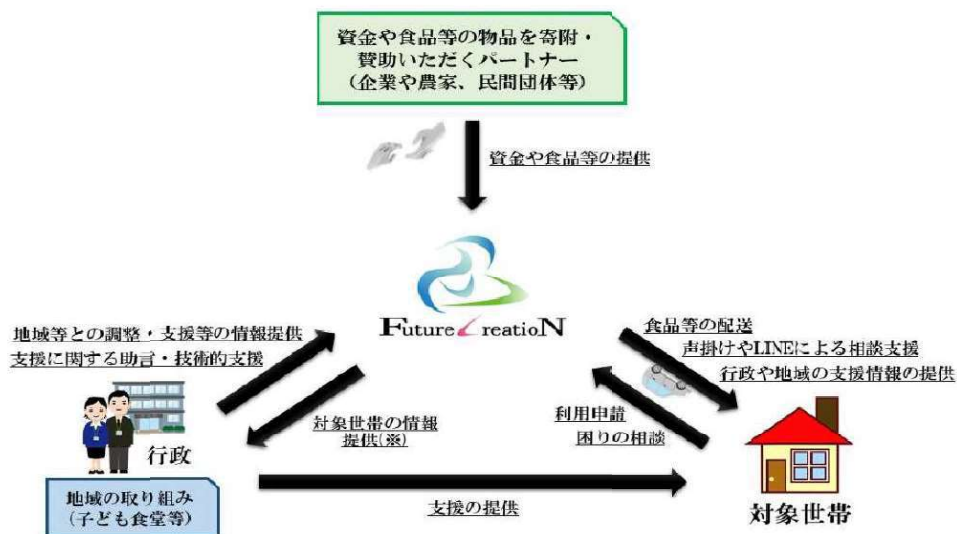 資金や食品等の物品を寄附・
賛助いただくパートナー
（企業や農家、民間団体等）
資金や食品等の提供
FutureCreatioN
地域等との調整・支援等の情報提供
支援に関する助言・技術的支援
食品等の配送
声掛けやLINEによる相談支援
行政や地域の支援情報の提供
対象世帯の情報
提供(※)
利用申請
困りの相談
行政
地域の取り組み
(子ども食堂等)
支援の提供
対象世帯